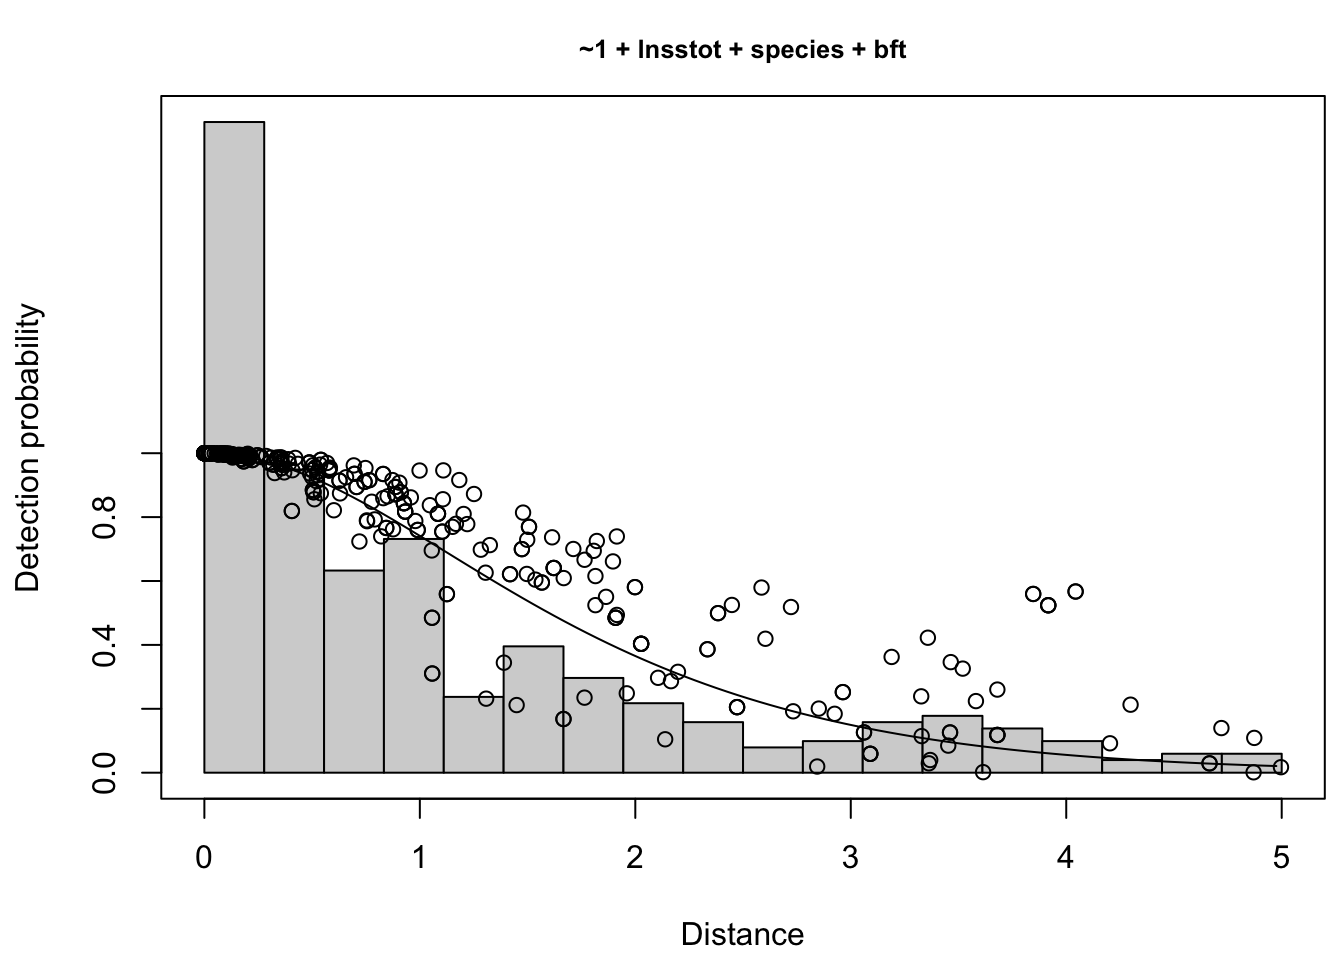 ~1 + lnsstot + species + bft
Detection probability
0.8
0.4
0.0
0 1 2 3 4 5
Distance